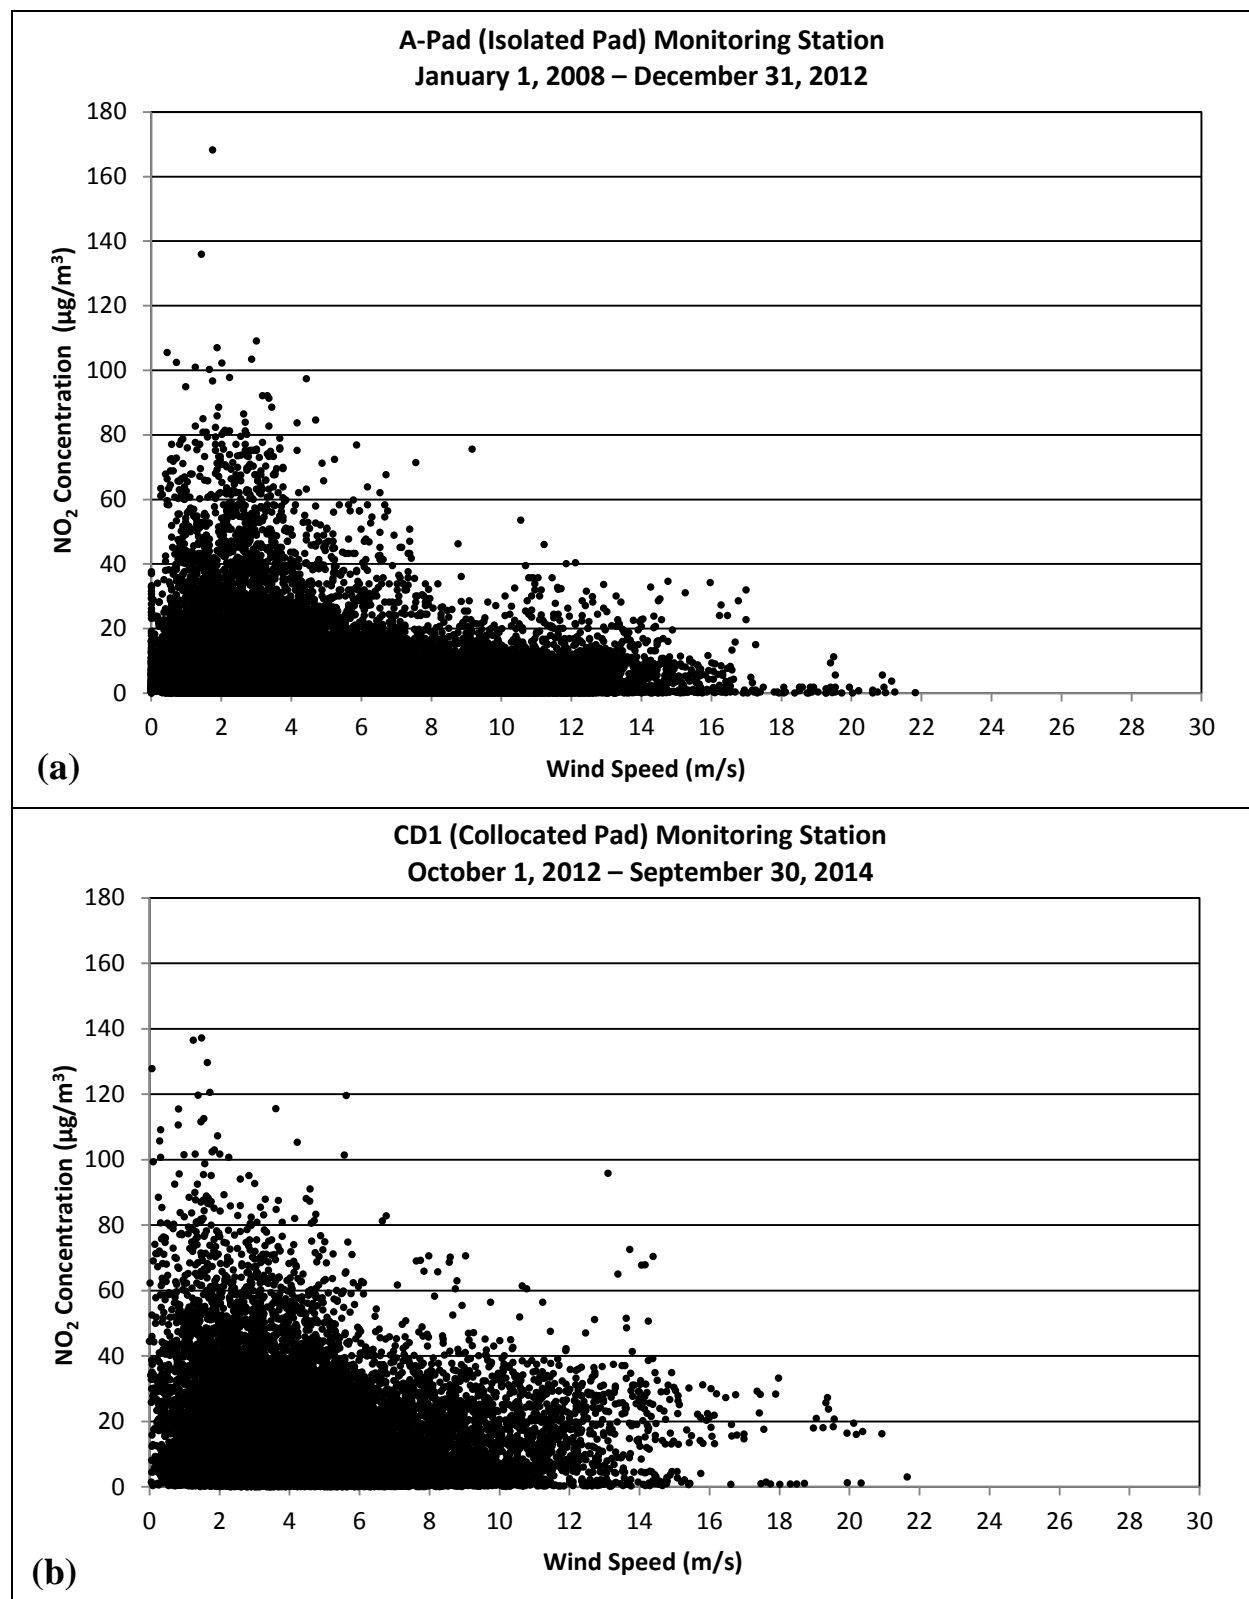 A-Pad (Isolated Pad) Monitoring Station
January 1, 2008 – December 31, 2012
180
160
140
120
100
80
60
40
20
0
NO₂ Concentration (µg/m³)
0 2 4 6 8 10 12 14 16 18 20 22 24 26 28 30
Wind Speed (m/s)
(a)
CD1 (Collocated Pad) Monitoring Station
October 1, 2012 – September 30, 2014
180
160
140
120
100
80
60
40
20
0
NO₂ Concentration (µg/m³)
0 2 4 6 8 10 12 14 16 18 20 22 24 26 28 30
Wind Speed (m/s)
(b)